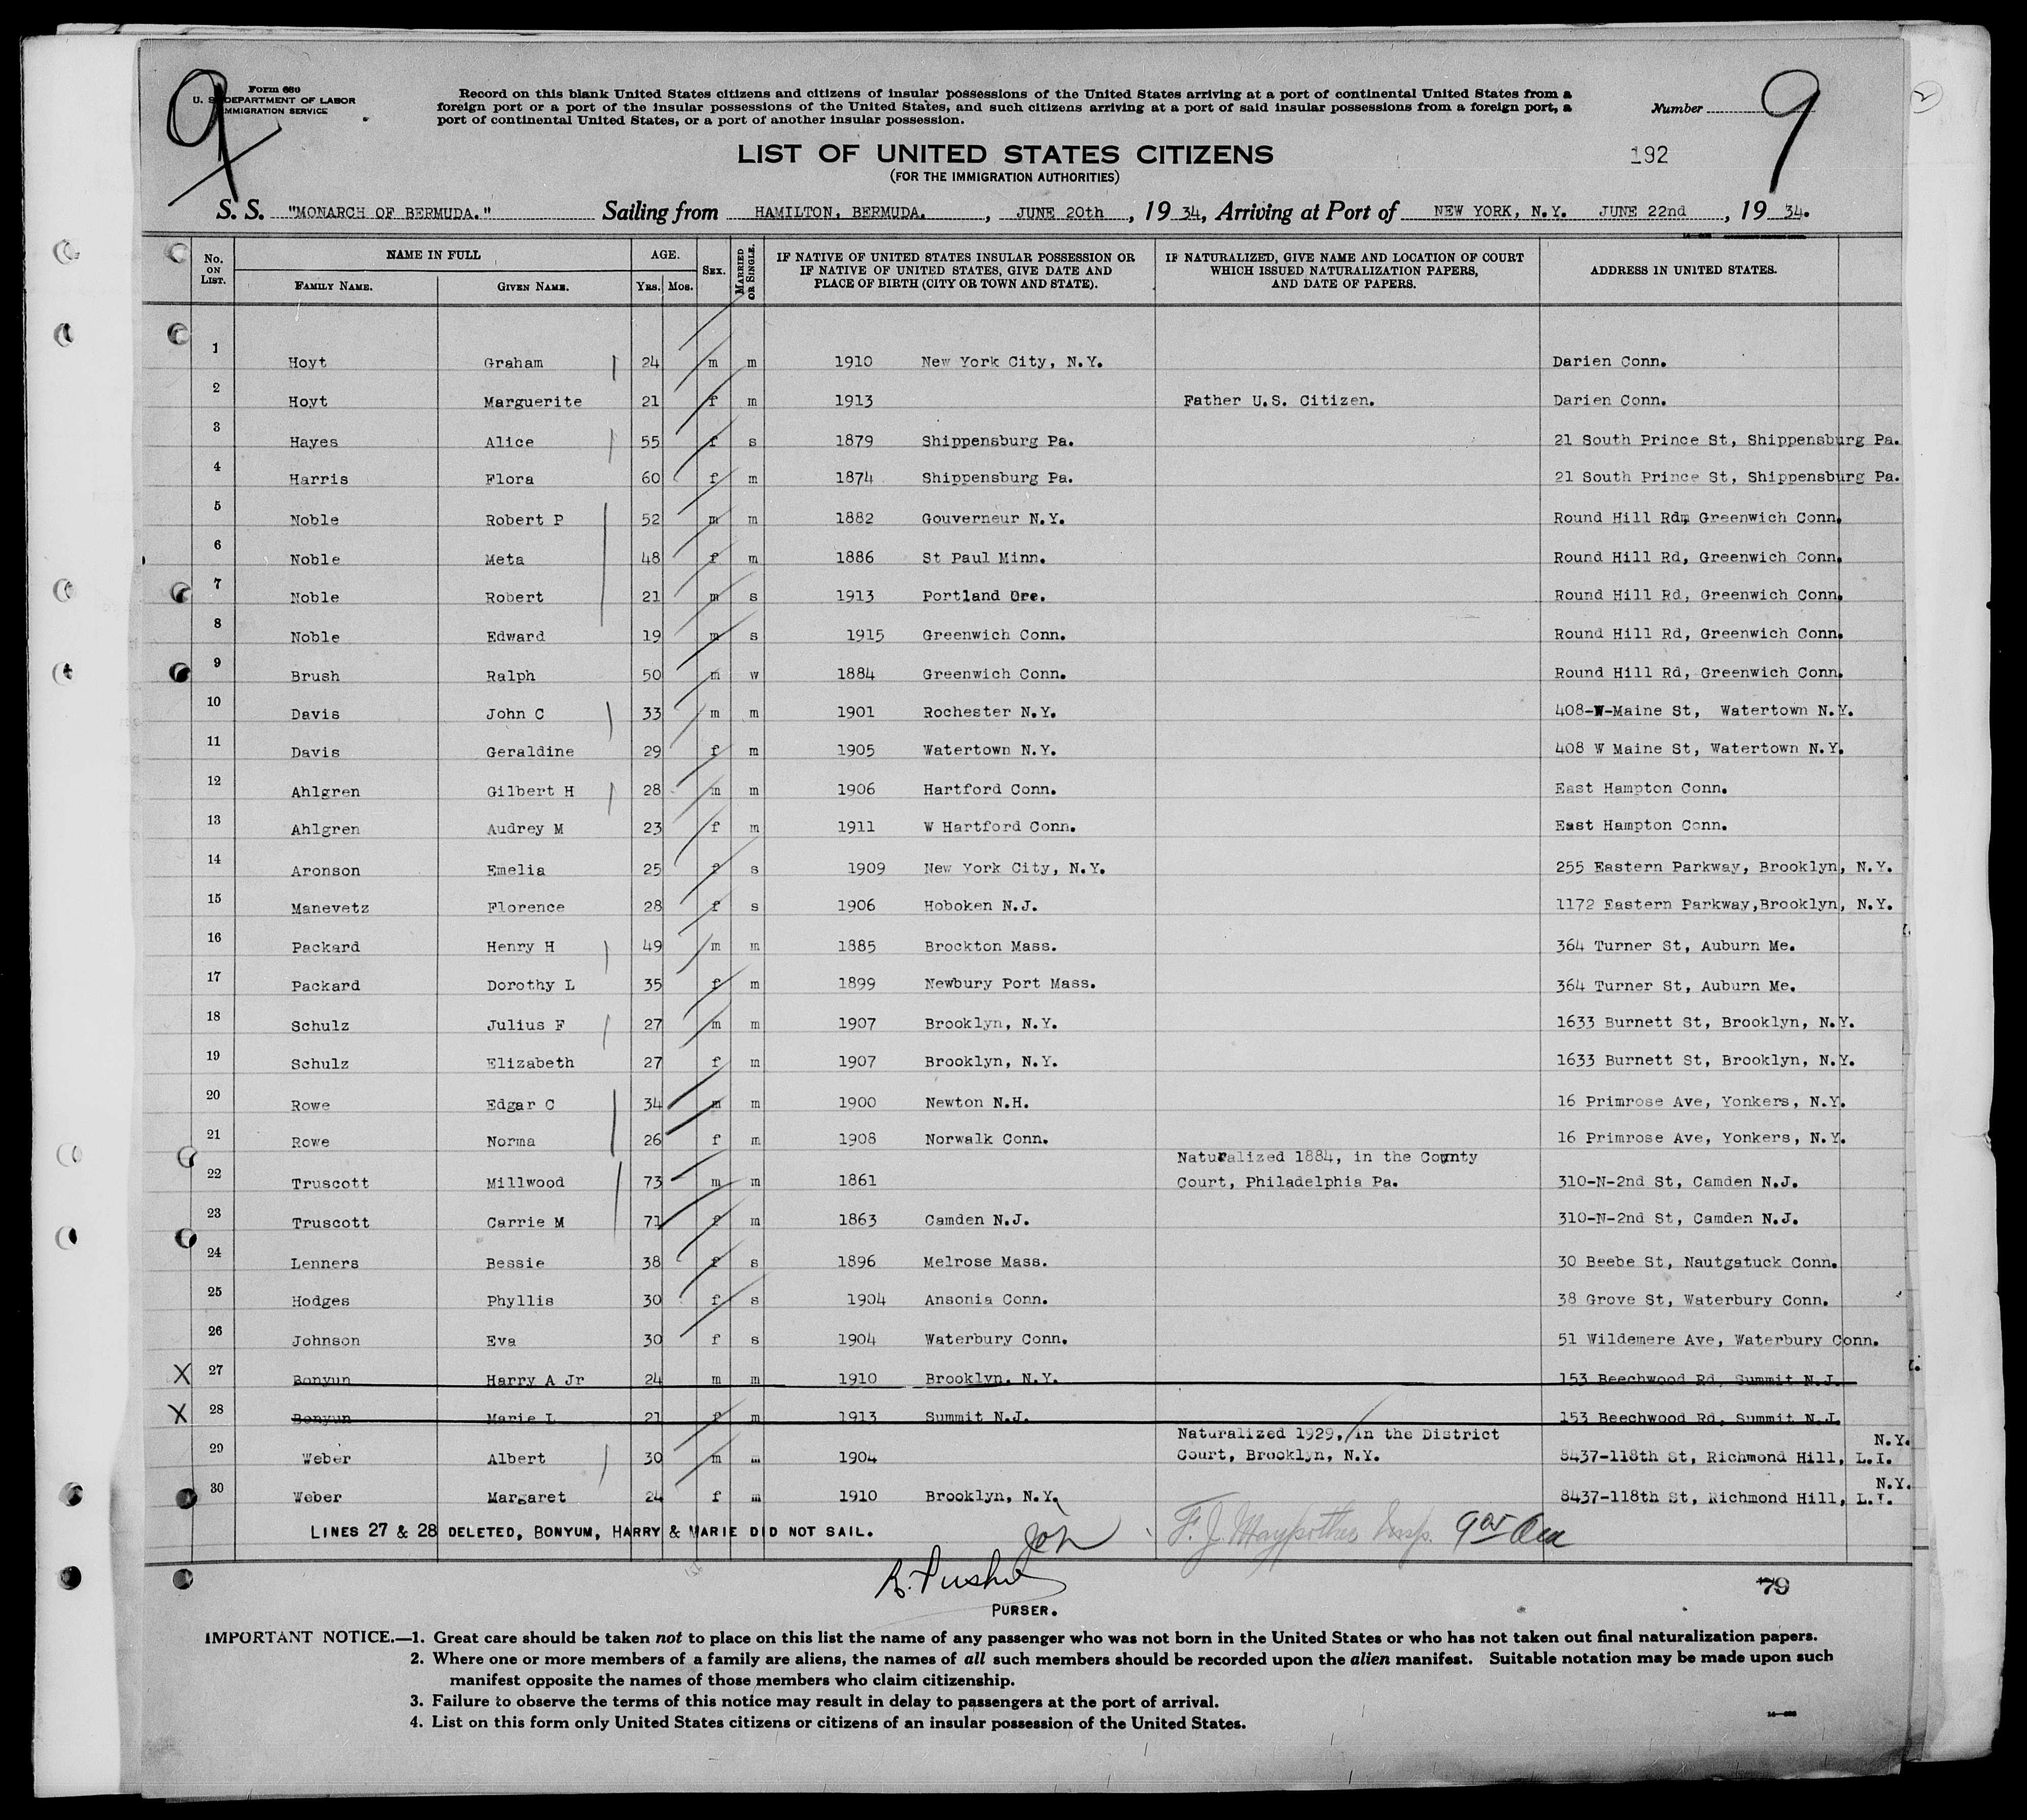 9
Form 680
U. S. DEPARTMENT OF LABOR
IMMIGRATION SERVICE
Record on this blank United States citizens and citizens of insular possessions of the United States arriving at a port of continental United States from a
foreign port or a port of the insular possessions of the United States, and such citizens arriving at a port of said insular possessions from a foreign port, a
port of continental United States, or a port of another insular possession.
Number 9
2
LIST OF UNITED STATES CITIZENS
192
(FOR THE IMMIGRATION AUTHORITIES)
S. S. "MONARCH OF BERMUDA." Sailing from HAMILTON, BERMUDA. , JUNE 20th , 19 34, Arriving at Port of NEW YORK, N.Y. JUNE 22nd , 19 34.
No. ON LIST. NAME IN FULL AGE. SEX. MARRIED OR SINGLE. IF NATIVE OF UNITED STATES INSULAR POSSESSION OR IF NATIVE OF UNITED STATES, GIVE DATE AND PLACE OF BIRTH (CITY OR TOWN AND STATE). IF NATURALIZED, GIVE NAME AND LOCATION OF COURT WHICH ISSUED NATURALIZATION PAPERS, AND DATE OF PAPERS. ADDRESS IN UNITED STATES.
FAMILY NAME. GIVEN NAME. YRS. MOS.
1 Hoyt Graham 24 m m 1910 New York City, N.Y. Darien Conn.
2 Hoyt Marguerite 21 f m 1913 Father U.S. Citizen. Darien Conn.
3 Hayes Alice 55 f s 1879 Shippensburg Pa. 21 South Prince St, Shippensburg Pa.
4 Harris Flora 60 f m 1874 Shippensburg Pa. 21 South Prince St, Shippensburg Pa.
5 Noble Robert P 52 m m 1882 Gouverneur N.Y. Round Hill Rdm, Greenwich Conn.
6 Noble Meta 48 f m 1886 St Paul Minn. Round Hill Rd, Greenwich Conn.
7 Noble Robert 21 m s 1913 Portland Ore. Round Hill Rd, Greenwich Conn.
8 Noble Edward 19 m s 1915 Greenwich Conn. Round Hill Rd, Greenwich Conn.
9 Brush Ralph 50 m w 1884 Greenwich Conn. Round Hill Rd, Greenwich Conn.
10 Davis John C 33 m m 1901 Rochester N.Y. 408-W-Maine St, Watertown N.Y.
11 Davis Geraldine 29 f m 1905 Watertown N.Y. 408 W Maine St, Watertown N.Y.
12 Ahlgren Gilbert H 28 m m 1906 Hartford Conn. East Hampton Conn.
13 Ahlgren Audrey M 23 f m 1911 W Hartford Conn. East Hampton Conn.
14 Aronson Emelia 25 f s 1909 New York City, N.Y. 255 Eastern Parkway, Brooklyn, N.Y.
15 Manevetz Florence 28 f s 1906 Hoboken N.J. 1172 Eastern Parkway,Brooklyn, N.Y.
16 Packard Henry H 49 m m 1885 Brockton Mass. 364 Turner St, Auburn Me.
17 Packard Dorothy L 35 f m 1899 Newbury Port Mass. 364 Turner St, Auburn Me.
18 Schulz Julius F 27 m m 1907 Brooklyn, N.Y. 1633 Burnett St, Brooklyn, N.Y.
19 Schulz Elizabeth 27 f m 1907 Brooklyn, N.Y. 1633 Burnett St, Brooklyn, N.Y.
20 Rowe Edgar C 34 m m 1900 Newton N.H. 16 Primrose Ave, Yonkers, N.Y.
21 Rowe Norma 26 f m 1908 Norwalk Conn. 16 Primrose Ave, Yonkers, N.Y.
Naturalized 1884, in the County
22 Truscott Millwood 73 m m 1861 Court, Philadelphia Pa. 310-N-2nd St, Camden N.J.
23 Truscott Carrie M 71 f m 1863 Camden N.J. 310-N-2nd St, Camden N.J.
24 Lenners Bessie 38 f s 1896 Melrose Mass. 30 Beebe St, Nautgatuck Conn.
25 Hodges Phyllis 30 f s 1904 Ansonia Conn. 38 Grove St, Waterbury Conn.
26 Johnson Eva 30 f s 1904 Waterbury Conn. 51 Wildemere Ave, Waterbury Conn.
X 27 Bonyun Harry A Jr 24 m m 1910 Brooklyn, N.Y. 153 Beechwood Rd, Summit N.J.
X 28 Bonyun Marie L 21 f m 1913 Summit N.J. 153 Beechwood Rd, Summit N.J.
Naturalized 1929, in the District N.Y.
29 Weber Albert 30 m m 1904 Court, Brooklyn, N.Y. 8437-118th St, Richmond Hill, L.I.
N.Y.
30 Weber Margaret 24 f m 1910 Brooklyn, N.Y. 8437-118th St, Richmond Hill, L.I.
LINES 27 & 28 DELETED, BONYUM, HARRY & MARIE DID NOT SAIL.
F. J. Insp.
PURSER.
79
IMPORTANT NOTICE.—1. Great care should be taken not to place on this list the name of any passenger who was not born in the United States or who has not taken out final naturalization papers.
2. Where one or more members of a family are aliens, the names of all such members should be recorded upon the alien manifest. Suitable notation may be made upon such
manifest opposite the names of those members who claim citizenship.
3. Failure to observe the terms of this notice may result in delay to passengers at the port of arrival.
4. List on this form only United States citizens or citizens of an insular possession of the United States.